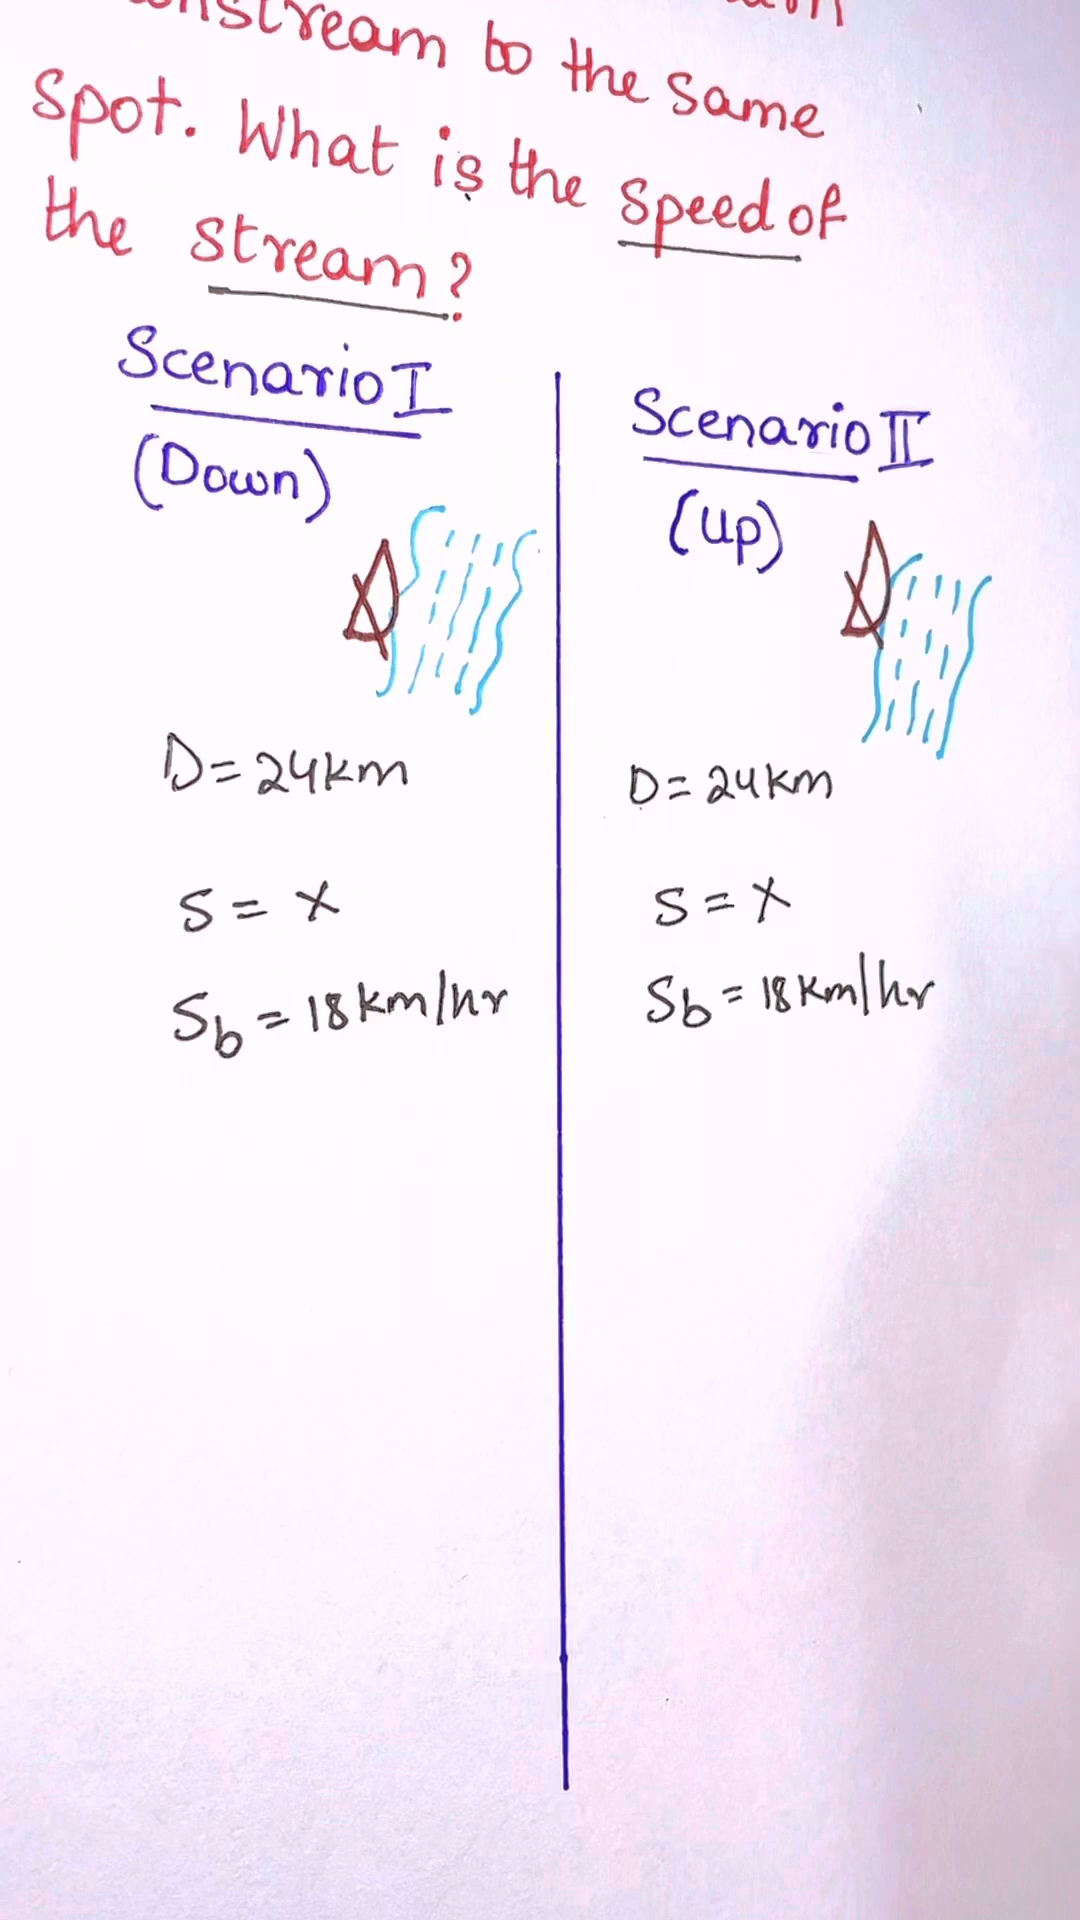 to the same
spot. What is the speed of
the stream?
Scenario I
(Down)
D = 24km
S = x
Sb = 18km/hr
Scenario II
(Up)
D = 24km
S = x
Sb = 18km/hr